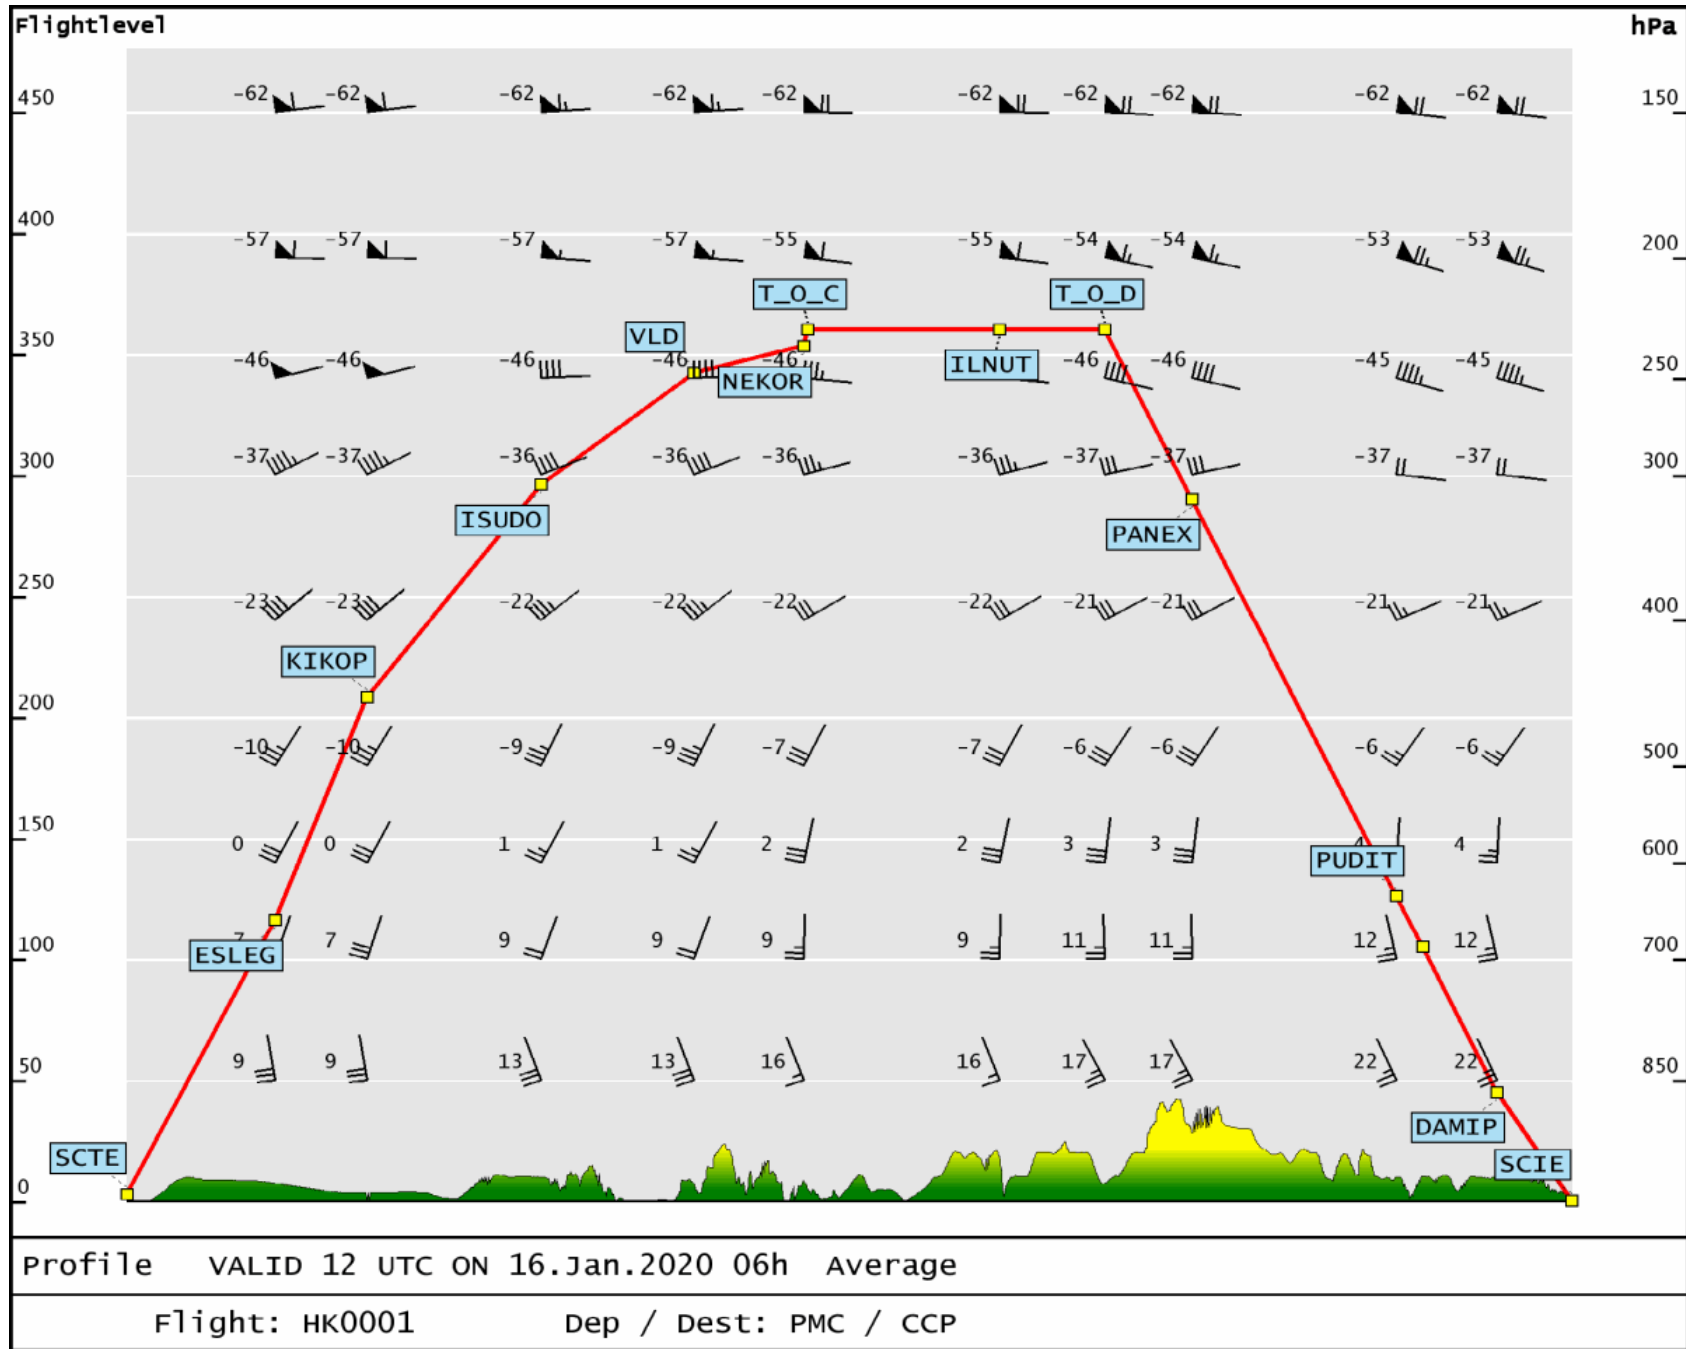 Flightlevel hPa
-62 -62 -62 -62 -62 -62 -62 -62 -62 -62
450 150
400
-57 -57 -57 -57 -55 -55 -54 -54 -53 -53
200
T_O_C T_O_D
VLD
350
-46 -46 -46 -46 -46 -46 -46 -45 -45
ILNUT 250
NEKOR
-37 -37 -36 -36 -36 -36 -37 -37 -37 -37
300 300
ISUDO
PANEX
250
-23 -23 -22 -22 -22 -22 -21 -21 -21 -21
400
KIKOP
200
-10 -10 -9 -9 -7 -7 -6 -6 -6 -6
500
150
0 0 1 1 2 2 3 3 4 4
600
PUDIT
7 7 9 9 9 9 11 11 12 12
100 700
ESLEG
9 9 13 13 16 16 17 17 22 22
50 850
DAMIP
SCTE
SCIE
0
Profile VALID 12 UTC ON 16.Jan.2020 06h Average
Flight: HK0001 Dep / Dest: PMC / CCP